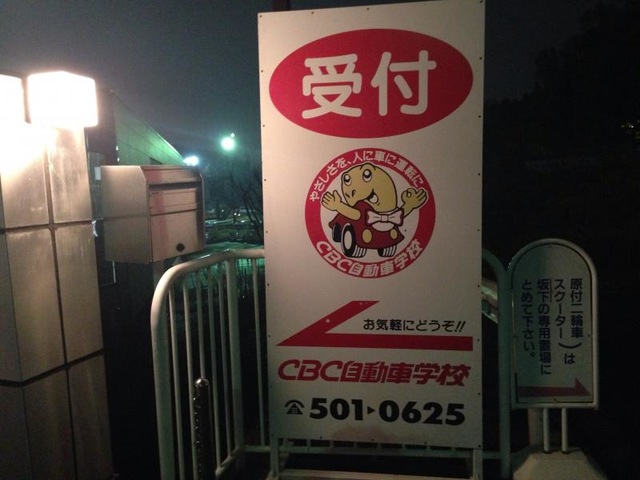 受付
やさしさを、人に車に運転に
CBC自動車学校
お気軽にどうぞ!!
CBC自動車学校
☎501▸0625
原付二輪車
スクーター)は
坂下の専用置場に
とめて下さい。